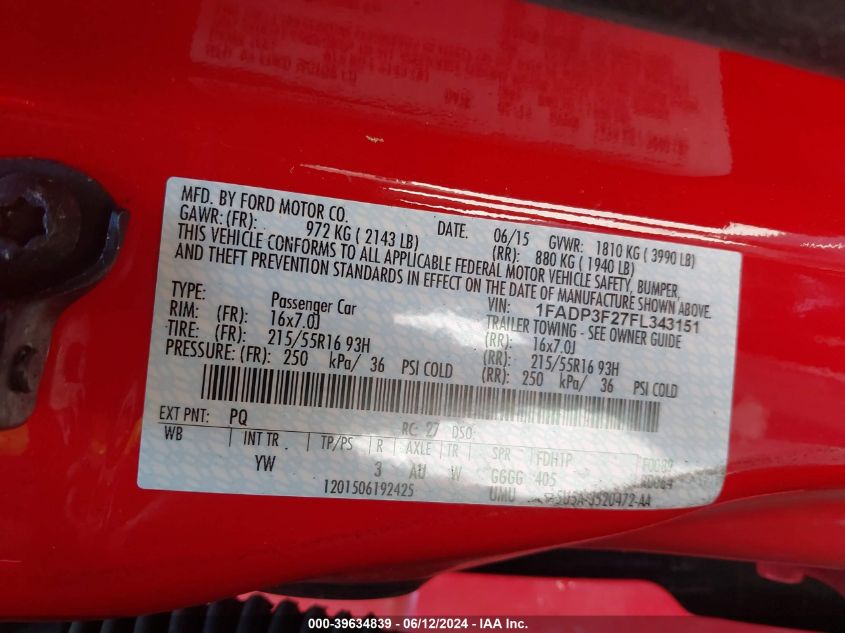 MFD. BY FORD MOTOR CO.
DATE. 06/15 GVWR: 1810 KG ( 3990 LB)
GAWR: (FR): 972 KG ( 2143 LB) (RR): 880 KG ( 1940 LB)
THIS VEHICLE CONFORMS TO ALL APPLICABLE FEDERAL MOTOR VEHICLE SAFETY, BUMPER,
AND THEFT PREVENTION STANDARDS IN EFFECT ON THE DATE OF MANUFACTURE SHOWN ABOVE.
VIN: 1FADP3F27FL343151
TYPE: Passenger Car TRAILER TOWING - SEE OWNER GUIDE
RIM: (FR): 16x7.0J (RR): 16x7.0J
TIRE: (FR): 215/55R16 93H (RR): 215/55R16 93H
PRESSURE: (FR): 250 kPa/ 36 PSI COLD (RR): 250 kPa/ 36 PSI COLD
EXT PNT: PQ RC: 27 DSO:
WB INT TR TP/PS R AXLE TR SPR FDH1P
YW 3 AU W GGGG 405
1201506192425 UMU
000-39634839 - 06/12/2024 - IAA Inc.